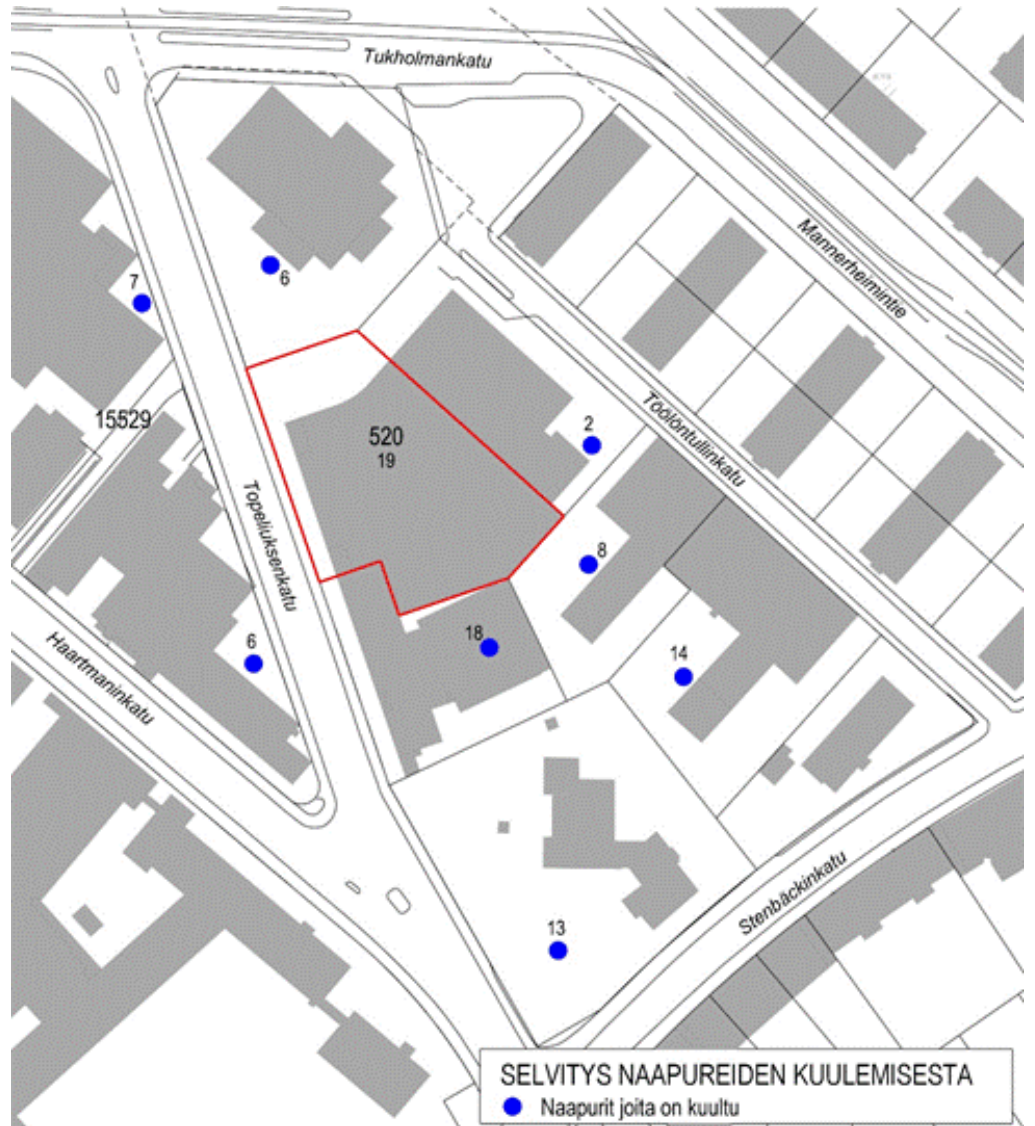 Tukholmankatu
Mannerheimintie
6
7
15529
520
19
2
Töölöntullinkatu
Topeliuksenkatu
8
18
6
14
Haartmaninkatu
13
Stenbäckinkatu
SELVITYS NAAPUREIDEN KUULEMISESTA
Naapurit joita on kuultu